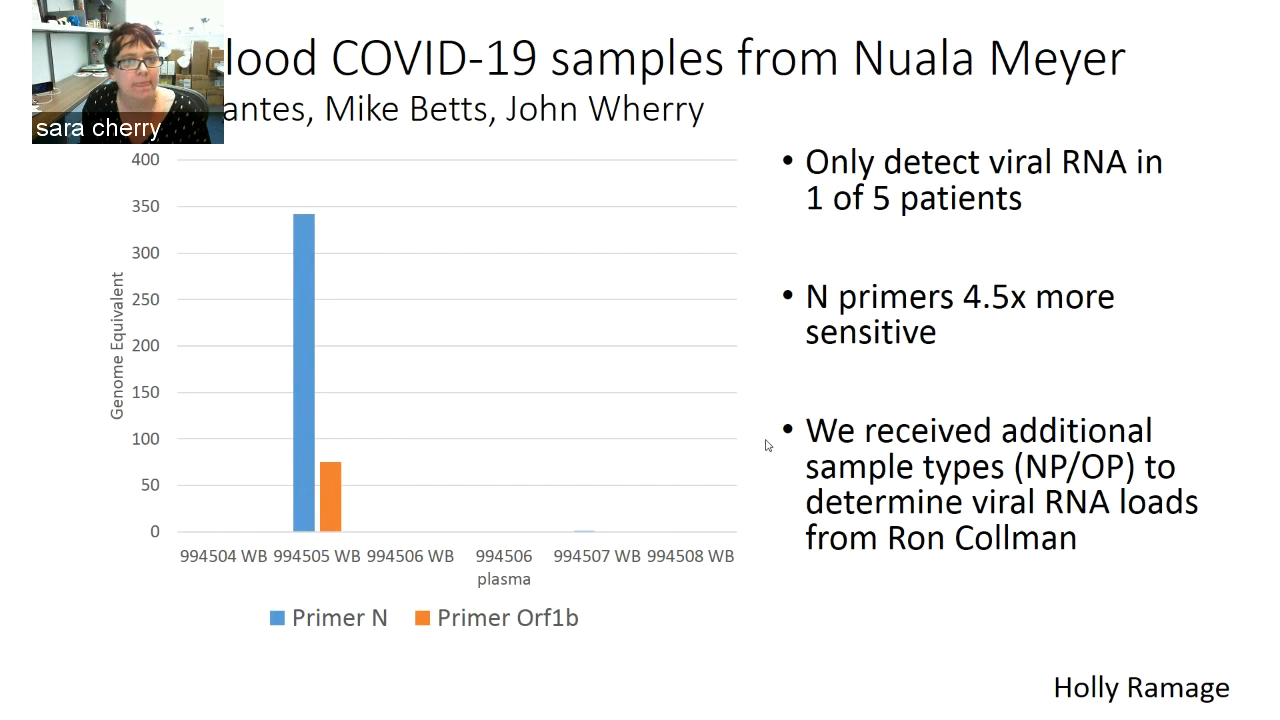 lood COVID-19 samples from Nuala Meyer
antes, Mike Betts, John Wherry
sara cherry
400
350
300
250
200
150
100
50
0
Genome Equivalent
994504 WB 994505 WB 994506 WB 994506 plasma 994507 WB 994508 WB
Primer N Primer Orf1b
• Only detect viral RNA in
1 of 5 patients
• N primers 4.5x more
sensitive
• We received additional
sample types (NP/OP) to
determine viral RNA loads
from Ron Collman
Holly Ramage